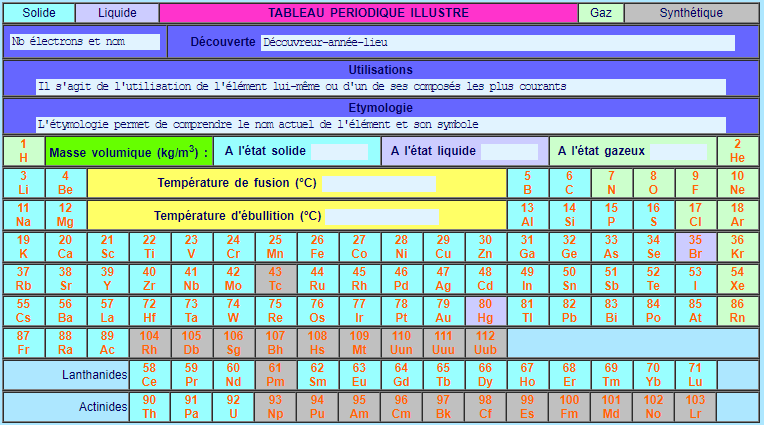 Solide Liquide TABLEAU PERIODIQUE ILLUSTRE Gaz Synthétique
Nb électrons et nom Découverte Découvreur-année-lieu
Utilisations
Il s'agit de l'utilisation de l'élément lui-même ou d'un de ses composés les plus courants
Etymologie
L'étymologie permet de comprendre le nom actuel de l'élément et son symbole
1 Masse volumique (kg/m3) : A l'état solide A l'état liquide A l'état gazeux 2
H He
3 4 Température de fusion (°C) 5 6 7 8 9 10
Li Be B C N O F Ne
11 12 Température d'ébullition (°C) 13 14 15 16 17 18
Na Mg Al Si P S Cl Ar
19 20 21 22 23 24 25 26 27 28 29 30 31 32 33 34 35 36
K Ca Sc Ti V Cr Mn Fe Co Ni Cu Zn Ga Ge As Se Br Kr
37 38 39 40 41 42 43 44 45 46 47 48 49 50 51 52 53 54
Rb Sr Y Zr Nb Mo Tc Ru Rh Pd Ag Cd In Sn Sb Te I Xe
55 56 57 72 73 74 75 76 77 78 79 80 81 82 83 84 85 86
Cs Ba La Hf Ta W Re Os Ir Pt Au Hg Tl Pb Bi Po At Rn
87 88 89 104 105 106 107 108 109 110 111 112
Fr Ra Ac Rh Db Sg Bh Hs Mt Uun Uuu Uub
Lanthanides 58 59 60 61 62 63 64 65 66 67 68 69 70 71
Ce Pr Nd Pm Sm Eu Gd Tb Dy Ho Er Tm Yb Lu
Actinides 90 91 92 93 94 95 96 97 98 99 100 101 102 103
Th Pa U Np Pu Am Cm Bk Cf Es Fm Md No Lr